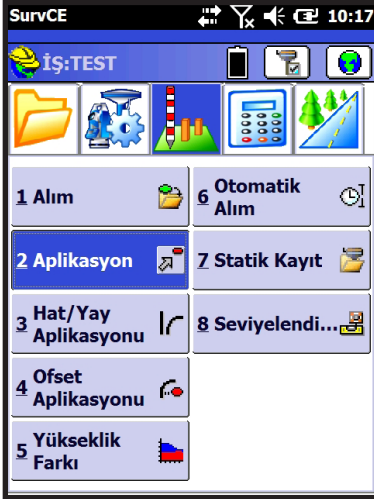 SurvCE 10:17
İŞ:TEST
1 Alım
2 Aplikasyon
3 Hat/Yay
Aplikasyonu
4 Ofset
Aplikasyonu
5 Yükseklik
Farkı
6 Otomatik
Alım
7 Statik Kayıt
8 Seviyelendi...